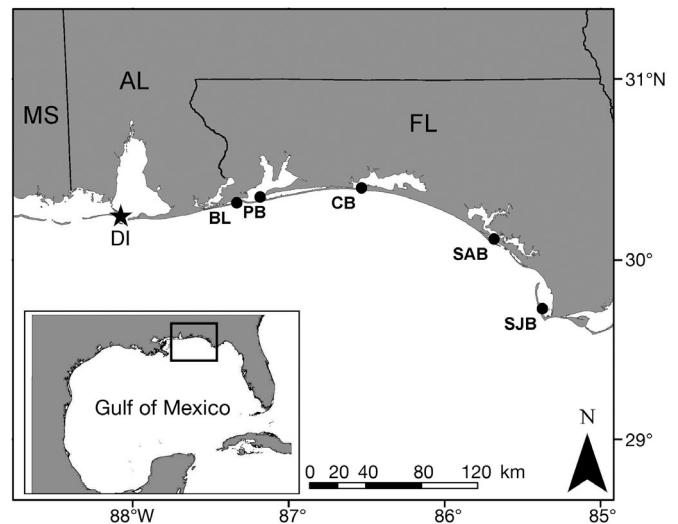 31°N
AL
MS
FL
BL
PB
CB
DI
SAB
30°
SJB
Gulf of Mexico
N
29°
0 20 40 80 120 km
88°W 87° 86° 85°